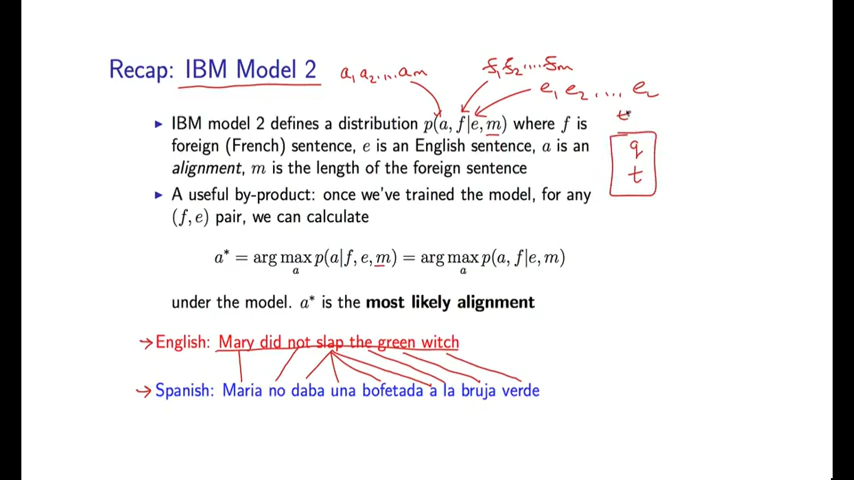 Recap: IBM Model 2
a₁ a₂ .... aₘ
f₁ f₂ .... fₘ
e₁ e₂ .... e₂
▶ IBM model 2 defines a distribution p(a, f|e, m) where f is
foreign (French) sentence, e is an English sentence, a is an
alignment, m is the length of the foreign sentence
q
t
▶ A useful by-product: once we've trained the model, for any
(f, e) pair, we can calculate
a* = arg max p(a|f, e, m) = arg max p(a, f|e, m)
a a
under the model. a* is the most likely alignment
→ English: Mary did not slap the green witch
→ Spanish: Maria no daba una bofetada a la bruja verde